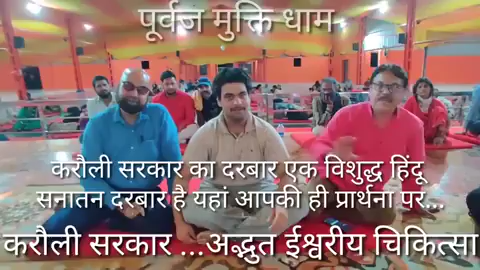 पूर्वज मुक्ति धाम
करौली सरकार का दरबार एक विशुद्ध हिंदू
सनातन दरबार है यहां आपकी ही प्रार्थना पर...
करौली सरकार ...अद्भुत ईश्वरीय चिकित्सा